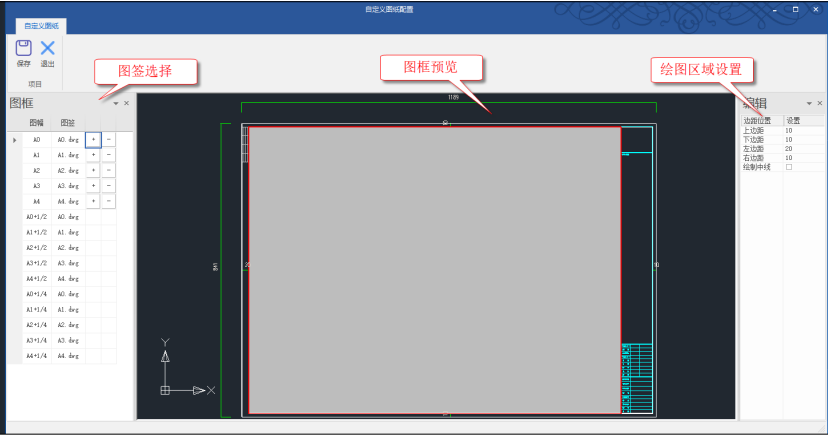 自定义图纸配置
自定义图纸
保存 退出
项目
图签选择
图框预览
绘图区域设置
图框
图幅 图签
A0 A0.dwg + -
A1 A1.dwg + -
A2 A2.dwg + -
A3 A3.dwg + -
A4 A4.dwg + -
A0+1/2 A0.dwg
A1+1/2 A1.dwg
A2+1/2 A2.dwg
A3+1/2 A3.dwg
A4+1/2 A4.dwg
A0+1/4 A0.dwg
A1+1/4 A1.dwg
A2+1/4 A2.dwg
A3+1/4 A3.dwg
A4+1/4 A4.dwg
1189
841
20
10
Y
X
编辑
边距位置 设置
上边距 10
下边距 10
左边距 20
右边距 10
绘制中线